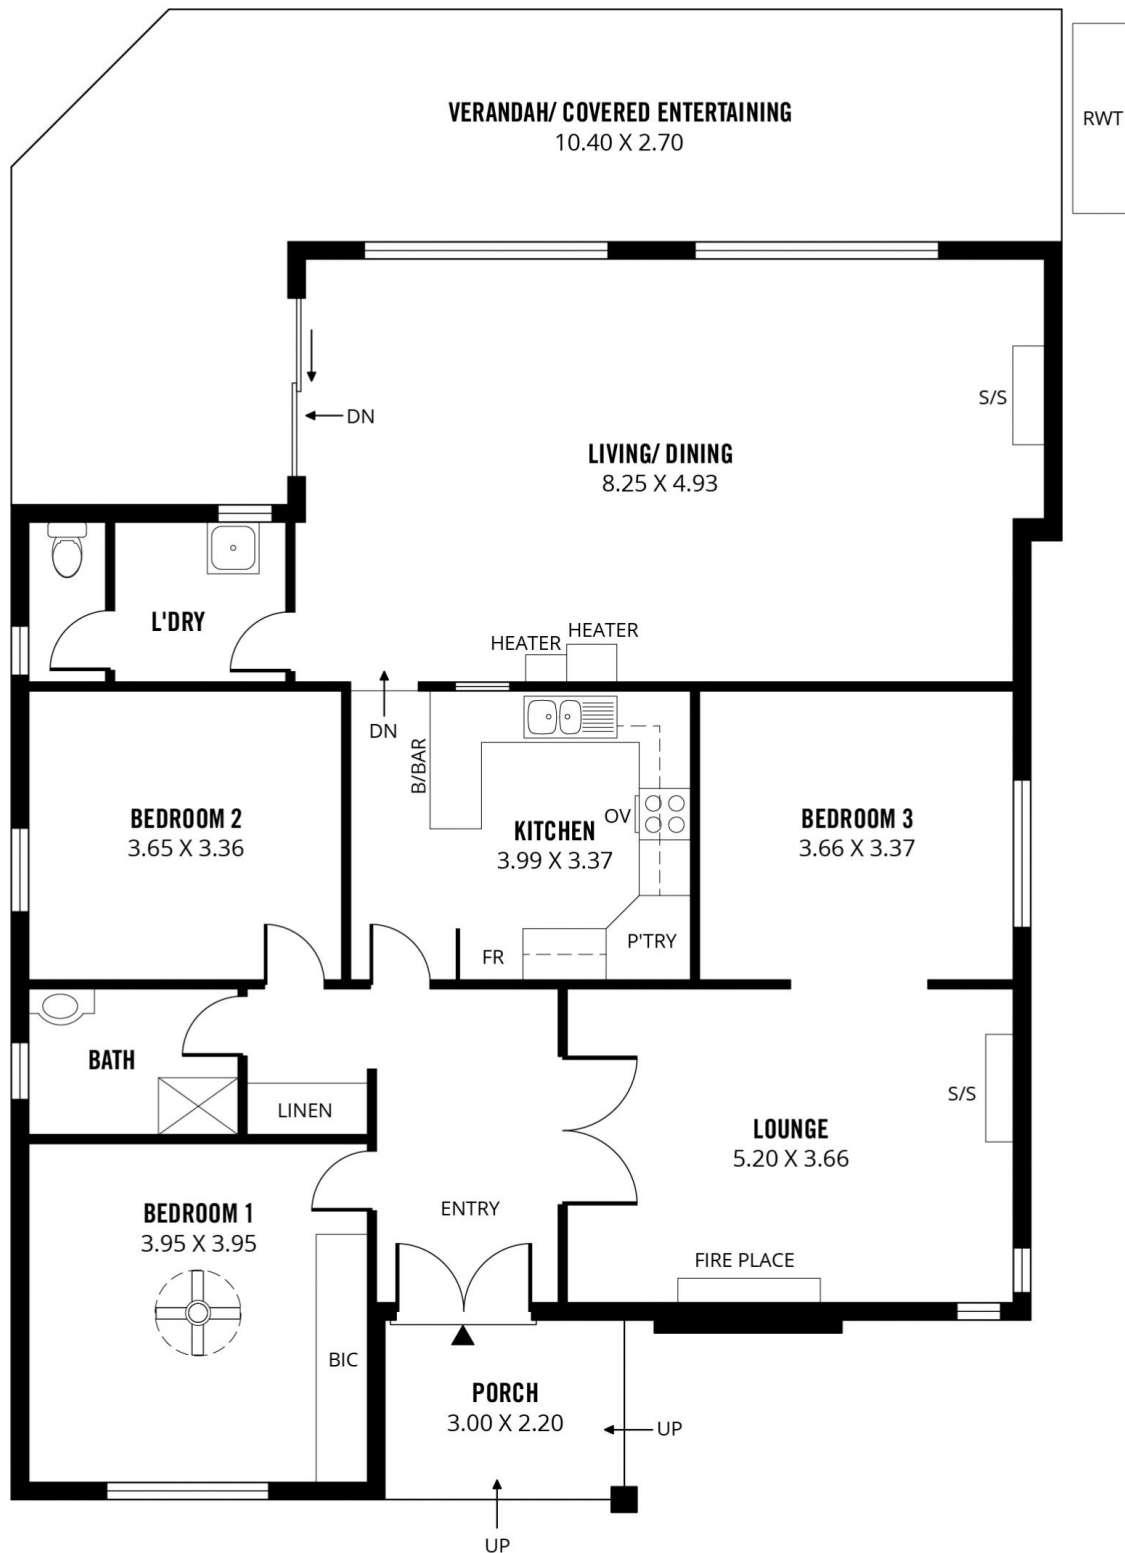 VERANDAH/ COVERED ENTERTAINING
10.40 X 2.70
RWT
S/S
DN
LIVING/ DINING
8.25 X 4.93
L'DRY
HEATER
HEATER
DN
B/BAR
BEDROOM 2
3.65 X 3.36
OV
KITCHEN
3.99 X 3.37
BEDROOM 3
3.66 X 3.37
FR
P'TRY
BATH
LINEN
S/S
LOUNGE
5.20 X 3.66
BEDROOM 1
3.95 X 3.95
ENTRY
FIRE PLACE
BIC
PORCH
3.00 X 2.20
UP
UP